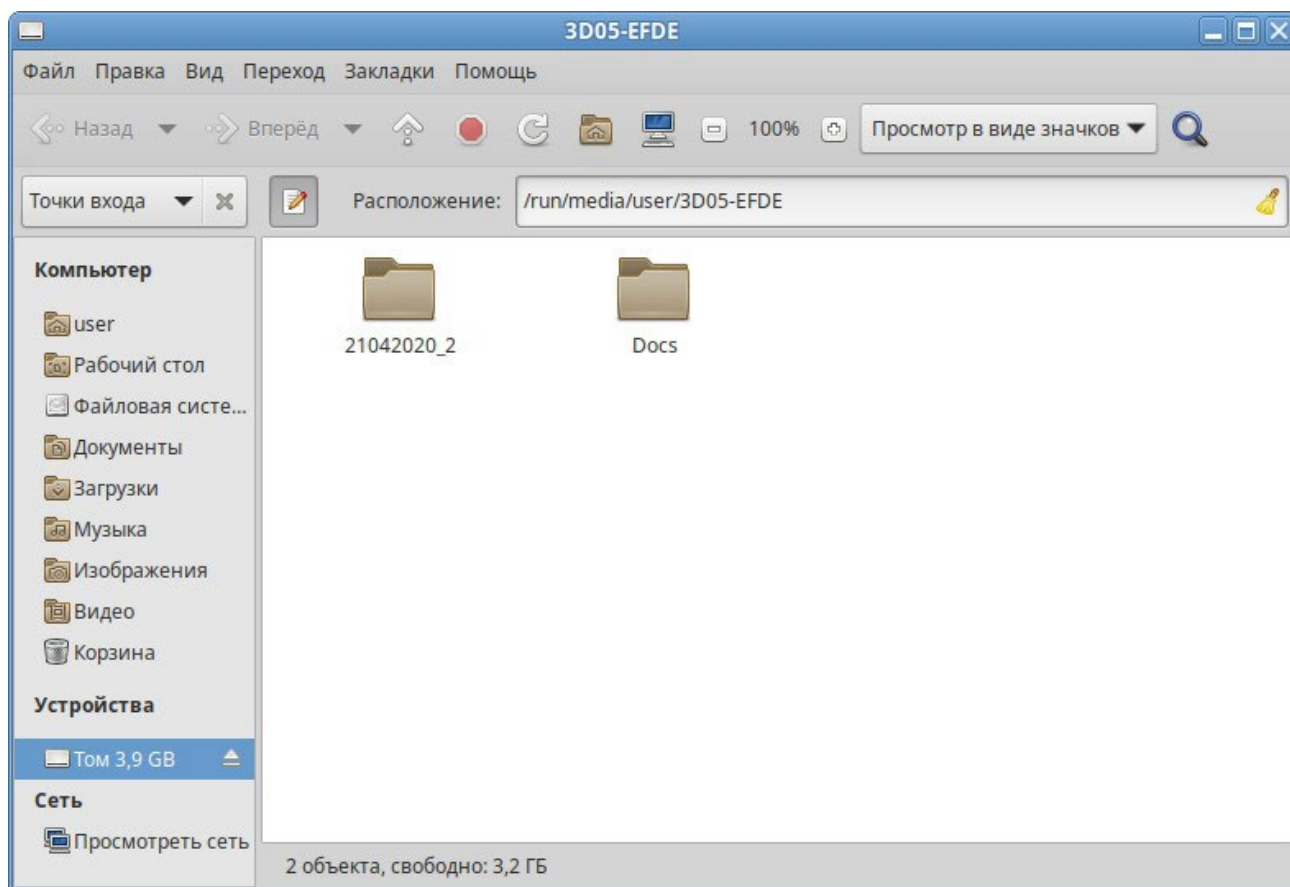 3D05-EFDE
Файл Правка Вид Переход Закладки Помощь
Назад Вперёд 100% Просмотр в виде значков
Точки входа Расположение: /run/media/user/3D05-EFDE
Компьютер
user
Рабочий стол
Файловая систе...
Документы
Загрузки
Музыка
Изображения
Видео
Корзина
Устройства
Том 3,9 GB
Сеть
Просмотреть сеть
21042020_2 Docs
2 объекта, свободно: 3,2 ГБ